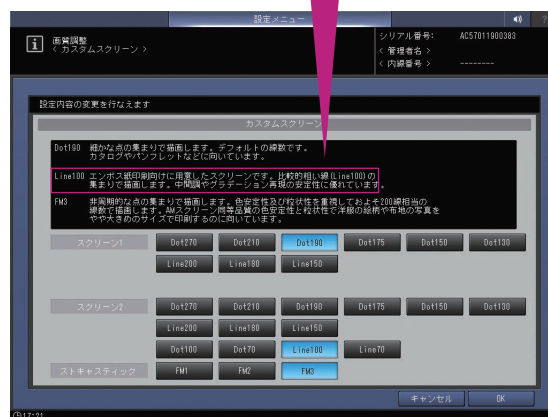 設定メニュー
?
i 画質調整
< カスタムスクリーン >
シリアル番号: AC57011900383
< 管理者名 >
< 内線番号 > --------
設定内容の変更を行なえます
カスタムスクリーン
Dot190 細かな点の集まりで描画します。デフォルトの線数です。
カタログやパンフレットなどに向いています。
Line100 エンボス紙印刷向けに用意したスクリーンです。比較的粗い線(Line100)の
集まりで描画します。中間調やグラデーション再現の安定性に優れています。
FM3 非周期的な点の集まりで描画します。色安定性及び粒状性を重視しておよそ200線相当の
線数で描画します。AMスクリーン同等品質の色安定性と粒状性で洋服の絵柄や布地の写真を
やや大きめのサイズで印刷するのに向いています。
スクリーン1 Dot270 Dot210 Dot190 Dot175 Dot150 Dot130
Line200 Line180 Line150
スクリーン2 Dot270 Dot210 Dot190 Dot175 Dot150 Dot130
Line200 Line180 Line150
Dot100 Dot70 Line100 Line70
ストキャスティック FM1 FM2 FM3
キャンセル OK
17:21